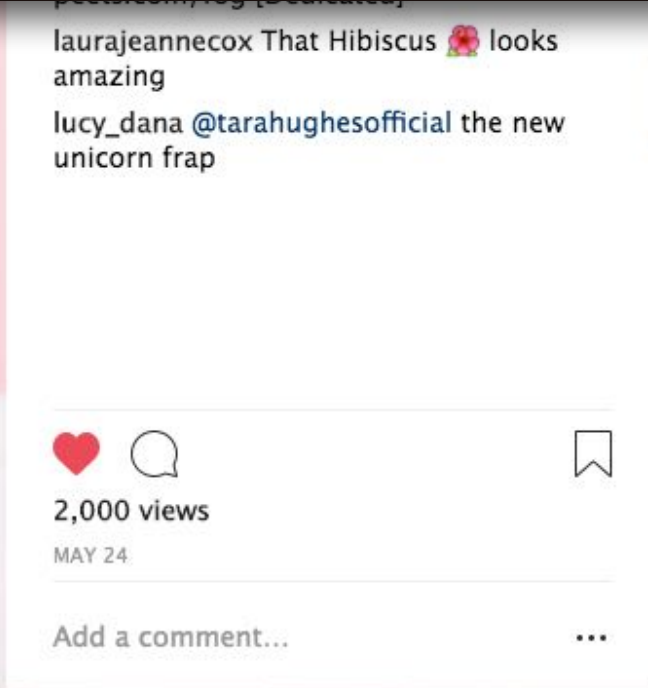 laurajeannecox That Hibiscus 🌺 looks
amazing
lucy_dana @tarahughesofficial the new
unicorn frap
2,000 views
MAY 24
Add a comment...